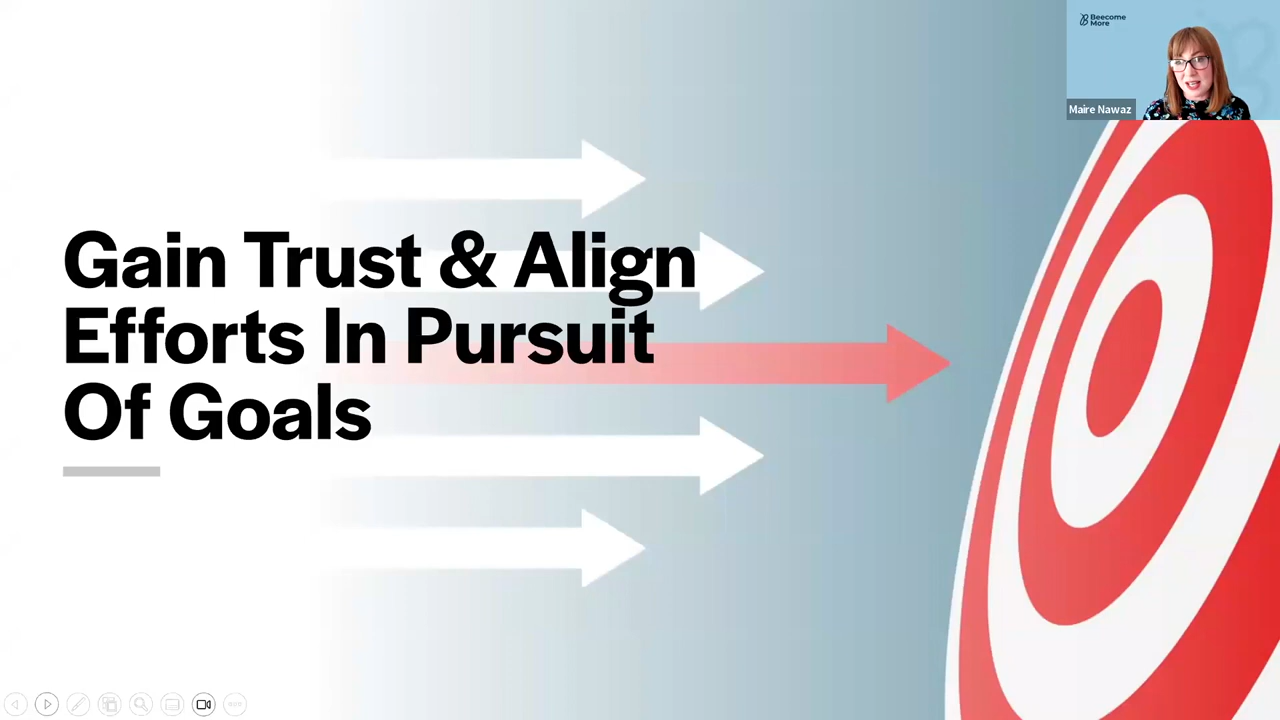 Beecome
More
Maire Nawaz
Gain Trust & Align
Efforts In Pursuit
Of Goals